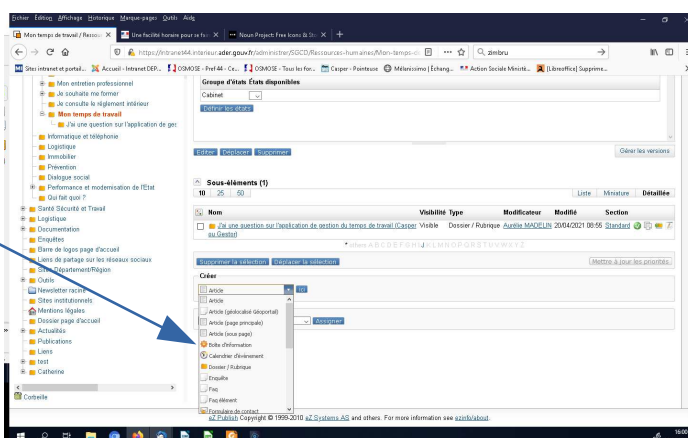 Fichier Édition Affichage Historique Marque-pages Outils Aide
Mon temps de travail / Ressour
Une facilité horaire pour se fair
Noun Project: Free Icons & St
https://intranet44.interieur.ader.gouv.fr/administrer/SGCD/Ressources-humaines/Mon-temps-d
zimbru
Sites intranet et portail...
Accueil - Intranet DEP...
OSMOSE - Pref 44 - Ce...
OSMOSE - Tous les for...
Casper - Pointeuse
Mélanissimo | Échang...
Action Sociale Ministé...
[Libreoffice] Supprime...
Mon entretien professionnel
Je souhaite me former
Je consulte le règlement intérieur
Mon temps de travail
J'ai une question sur l'application de ges
Informatique et téléphonie
Logistique
Immobilier
Prévention
Dialogue social
Performance et modernisation de l'Etat
Qui fait quoi ?
Santé Sécurité et Travail
Logistique
Documentation
Enquêtes
Barre de logos page d'accueil
Liens de partage sur les réseaux sociaux
Sites Département/Région
Outils
Newsletter racine
Sites institutionnels
Mentions légales
Dossier page d'accueil
Actualités
Publications
Liens
test
Catherine
Corbeille
Groupe d'états États disponibles
Cabinet
Définir les états
Editer Déplacer Supprimer
Gérer les versions
Sous-éléments (1)
10 25 50
Liste Miniature Détaillée
Nom Visibilité Type Modificateur Modifié Section
J'ai une question sur l'application de gestion du temps de travail (Casper ou Gestor) Visible Dossier / Rubrique Aurélie MADELIN 20/04/2021 08:55 Standard
Supprimer la sélection Déplacer la sélection
Mettre à jour les priorités
Créer
Article
Ici
Article
Article (géolocalisé Géoportail)
Article (page principale)
Article (sous page)
Boîte d'information
Calendrier d'évènement
Dossier / Rubrique
Enquête
Faq
Faq élément
Formulaire de contact
Assigner
eZ Publish Copyright © 1999-2010 eZ Systems AS and others. For more information see ezinfo/about.
16:00